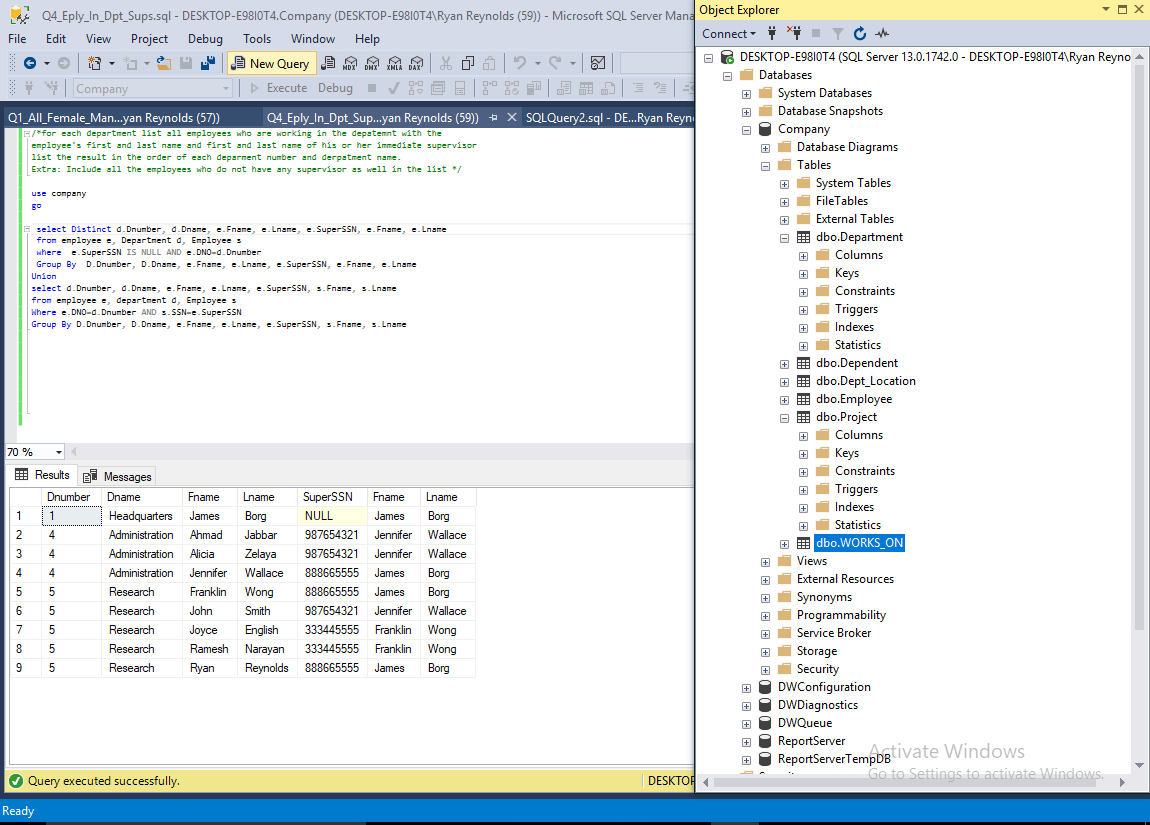 Q4_Eply_In_Dpt_Sups.sql - DESKTOP-E98I0T4.Company (DESKTOP-E98I0T4\Ryan Reynolds (59)) - Microsoft SQL Server Mana
File Edit View Project Debug Tools Window Help
New Query MDX DMX XMLA DAX
Company Execute Debug
Q1_All_Female_Man...yan Reynolds (57)) Q4_Eply_In_Dpt_Sup...yan Reynolds (59)) SQLQuery2.sql - DE...Ryan Reyn
/*for each department list all employees who are working in the depatemnt with the
employee's first and last name and first and last name of his or her immediate supervisor
list the result in the order of each deparment number and derpatment name.
Extra: Include all the employees who do not have any supervisor as well in the list */
use company
go
select Distinct d.Dnumber, d.Dname, e.Fname, e.Lname, e.SuperSSN, e.Fname, e.Lname
from employee e, Department d, Employee s
where e.SuperSSN IS NULL AND e.DNO=d.Dnumber
Group By D.Dnumber, D.Dname, e.Fname, e.Lname, e.SuperSSN, e.Fname, e.Lname
Union
select d.Dnumber, d.Dname, e.Fname, e.Lname, e.SuperSSN, s.Fname, s.Lname
from employee e, department d, Employee s
Where e.DNO=d.Dnumber AND s.SSN=e.SuperSSN
Group By D.Dnumber, D.Dname, e.Fname, e.Lname, e.SuperSSN, s.Fname, s.Lname
70 %
Results Messages
Dnumber Dname Fname Lname SuperSSN Fname Lname
1 1 Headquarters James Borg NULL James Borg
2 4 Administration Ahmad Jabbar 987654321 Jennifer Wallace
3 4 Administration Alicia Zelaya 987654321 Jennifer Wallace
4 4 Administration Jennifer Wallace 888665555 James Borg
5 5 Research Franklin Wong 888665555 James Borg
6 5 Research John Smith 987654321 Jennifer Wallace
7 5 Research Joyce English 333445555 Franklin Wong
8 5 Research Ramesh Narayan 333445555 Franklin Wong
9 5 Research Ryan Reynolds 888665555 James Borg
Query executed successfully. DESKTOP
Ready
Object Explorer
Connect
DESKTOP-E98I0T4 (SQL Server 13.0.1742.0 - DESKTOP-E98I0T4\Ryan Reyno
Databases
System Databases
Database Snapshots
Company
Database Diagrams
Tables
System Tables
FileTables
External Tables
dbo.Department
Columns
Keys
Constraints
Triggers
Indexes
Statistics
dbo.Dependent
dbo.Dept_Location
dbo.Employee
dbo.Project
Columns
Keys
Constraints
Triggers
Indexes
Statistics
dbo.WORKS_ON
Views
External Resources
Synonyms
Programmability
Service Broker
Storage
Security
DWConfiguration
DWDiagnostics
DWQueue
ReportServer
ReportServerTempDB
Activate Windows
Go to Settings to activate Windows.